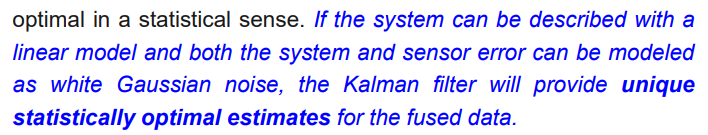 optimal in a statistical sense. If the system can be described with a
linear model and both the system and sensor error can be modeled
as white Gaussian noise, the Kalman filter will provide unique
statistically optimal estimates for the fused data.